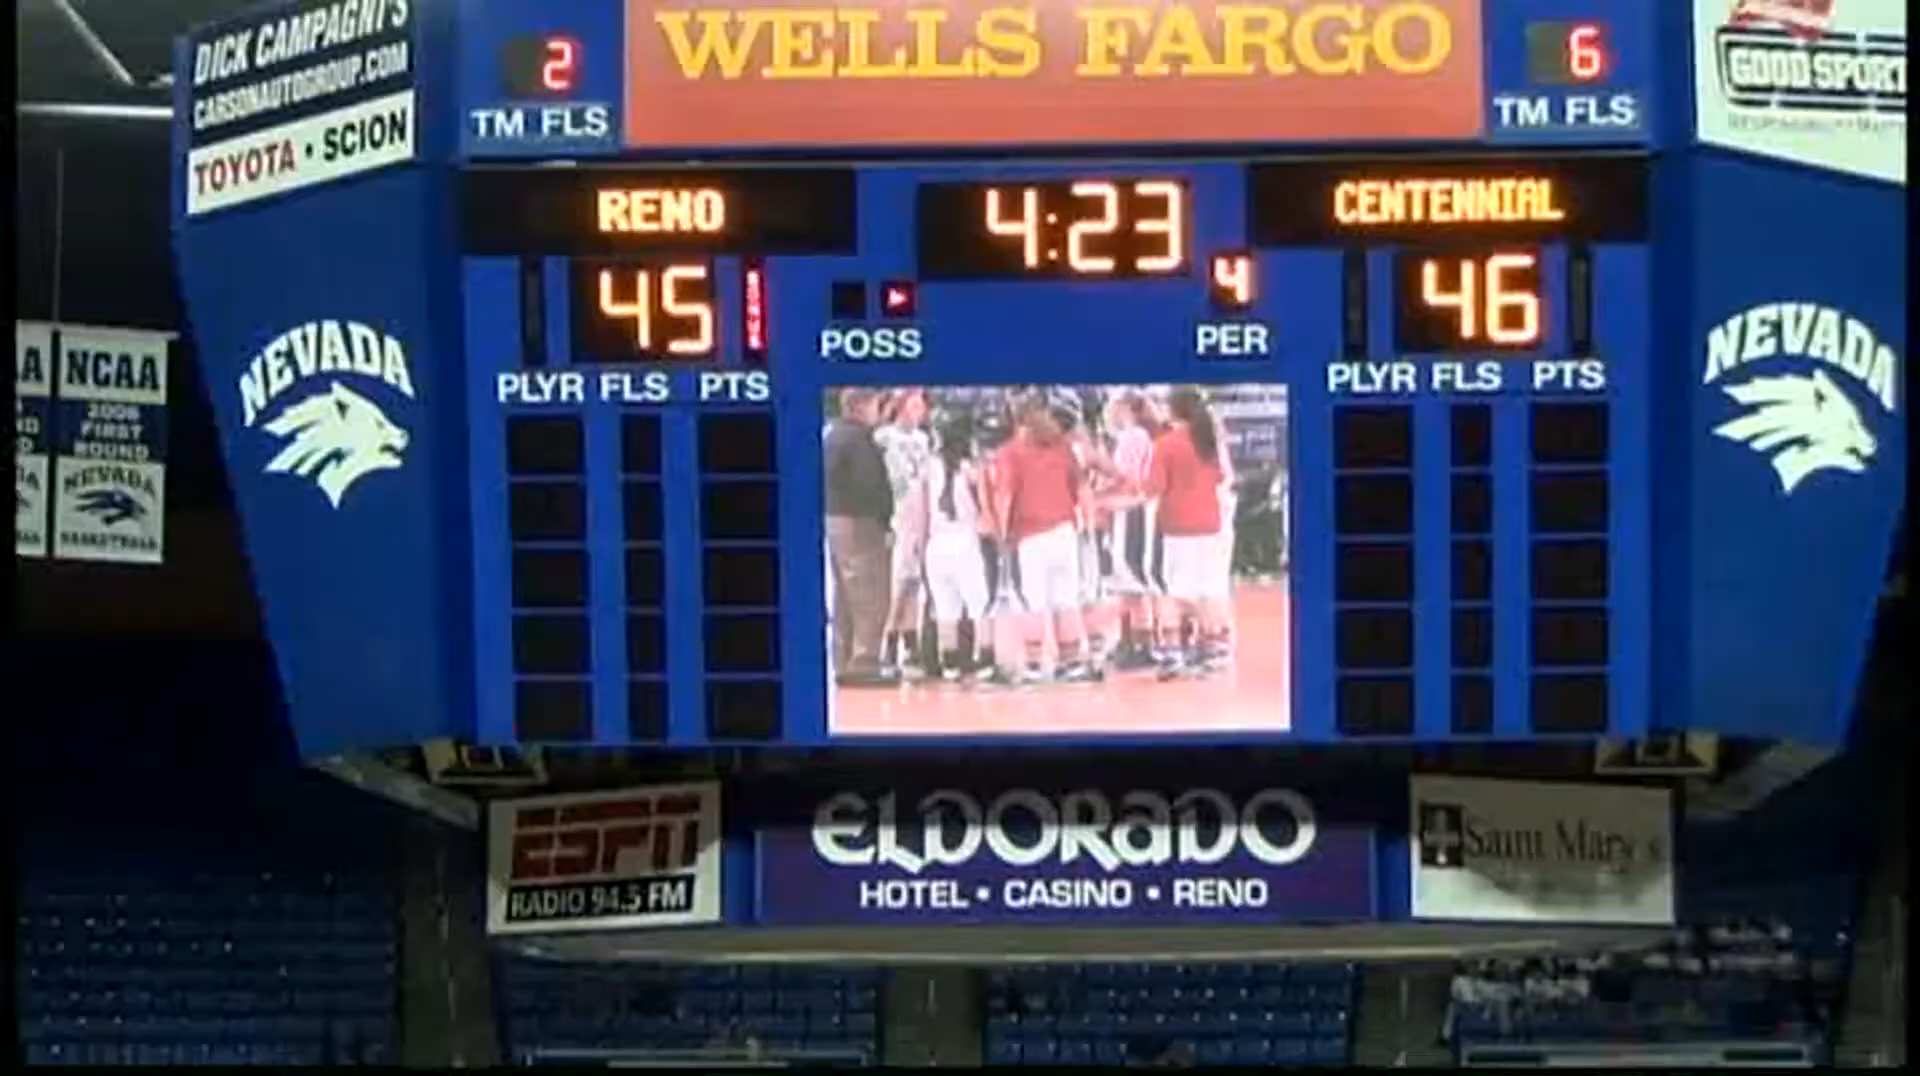 DICK CAMPAGNI'S
CARSONAUTOGROUP.COM
TOYOTA • SCION
2
TM FLS
WELLS FARGO
6
TM FLS
GOOD SPORT
RENO
4:23
CENTENNIAL
45
BONUS
POSS
4
PER
46
PLYR FLS PTS
PLYR FLS PTS
NEVADA
NEVADA
A
NCAA
2006
FIRST
ROUND
NEVADA
BASKETBALL
ESPN
RADIO 94.5 FM
ELDORADO
HOTEL • CASINO • RENO
Saint Mary's